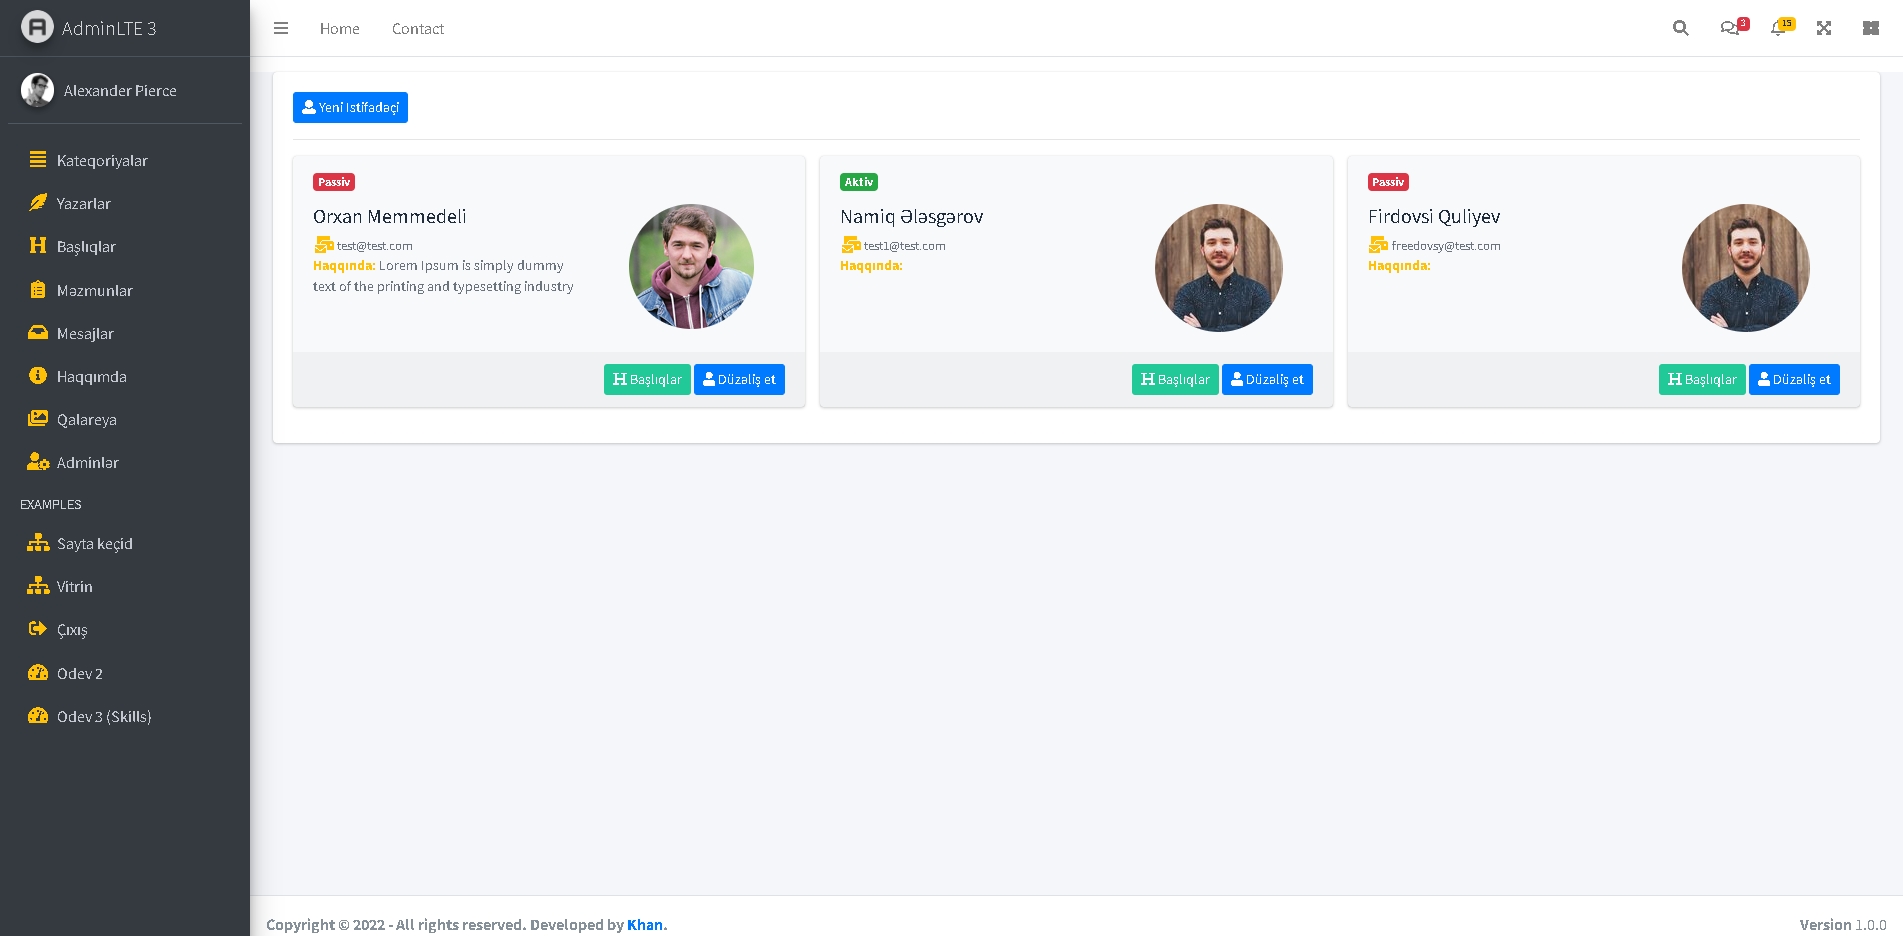 AdminLTE 3
Home
Contact
3
15
Alexander Pierce
Kateqoriyalar
Yazarlar
Başlıqlar
Məzmunlar
Mesajlar
Haqqımda
Qalareya
Adminlər
EXAMPLES
Sayta keçid
Vitrin
Çıxış
Odev 2
Odev 3 (Skills)
Yeni İstifadəçi
Passiv
Orxan Memmedeli
test@test.com
Haqqında: Lorem Ipsum is simply dummy
text of the printing and typesetting industry
Başlıqlar
Düzəliş et
Aktiv
Namiq Ələsgərov
test1@test.com
Haqqında:
Başlıqlar
Düzəliş et
Passiv
Firdovsi Quliyev
freedovsy@test.com
Haqqında:
Başlıqlar
Düzəliş et
Copyright © 2022 - All rights reserved. Developed by Khan.
Version 1.0.0